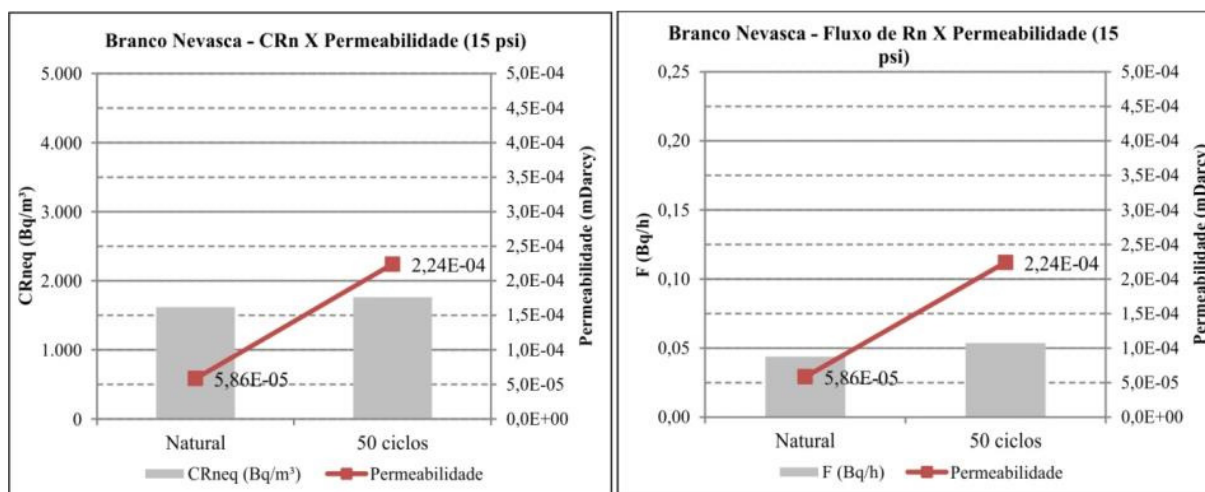 Branco Nevasca - CRn X Permeabilidade (15 psi)
5.000
4.000
3.000
2.000
1.000
0
CRneq (Bq/m³)
5,0E-04
4,5E-04
4,0E-04
3,5E-04
3,0E-04
2,5E-04
2,0E-04
1,5E-04
1,0E-04
5,0E-05
0,0E+00
Permeabilidade (mDarcy)
2,24E-04
5,86E-05
Natural
50 ciclos
CRneq (Bq/m³)
Permeabilidade
Branco Nevasca - Fluxo de Rn X Permeabilidade (15
psi)
0,25
0,20
0,15
0,10
0,05
0,00
F (Bq/h)
5,0E-04
4,5E-04
4,0E-04
3,5E-04
3,0E-04
2,5E-04
2,0E-04
1,5E-04
1,0E-04
5,0E-05
0,0E+00
Permeabilidade (mDarcy)
2,24E-04
5,86E-05
Natural
50 ciclos
F (Bq/h)
Permeabilidade